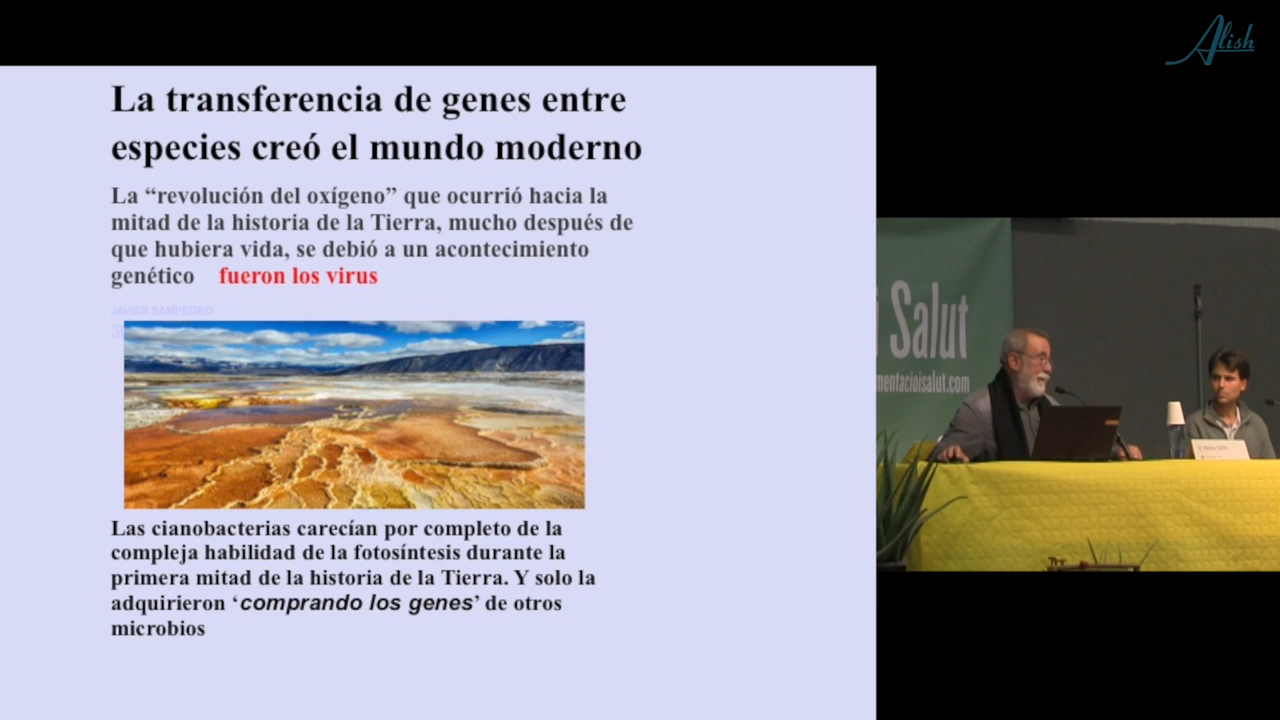 La transferencia de genes entre
especies creó el mundo moderno
La “revolución del oxígeno” que ocurrió hacia la
mitad de la historia de la Tierra, mucho después de
que hubiera vida, se debió a un acontecimiento
genético fueron los virus
JAVIER SAMPEDRO
Las cianobacterias carecían por completo de la
compleja habilidad de la fotosíntesis durante la
primera mitad de la historia de la Tierra. Y solo la
adquirieron ‘comprando los genes’ de otros
microbios
Alish
i Salut
mentacioisalut.com